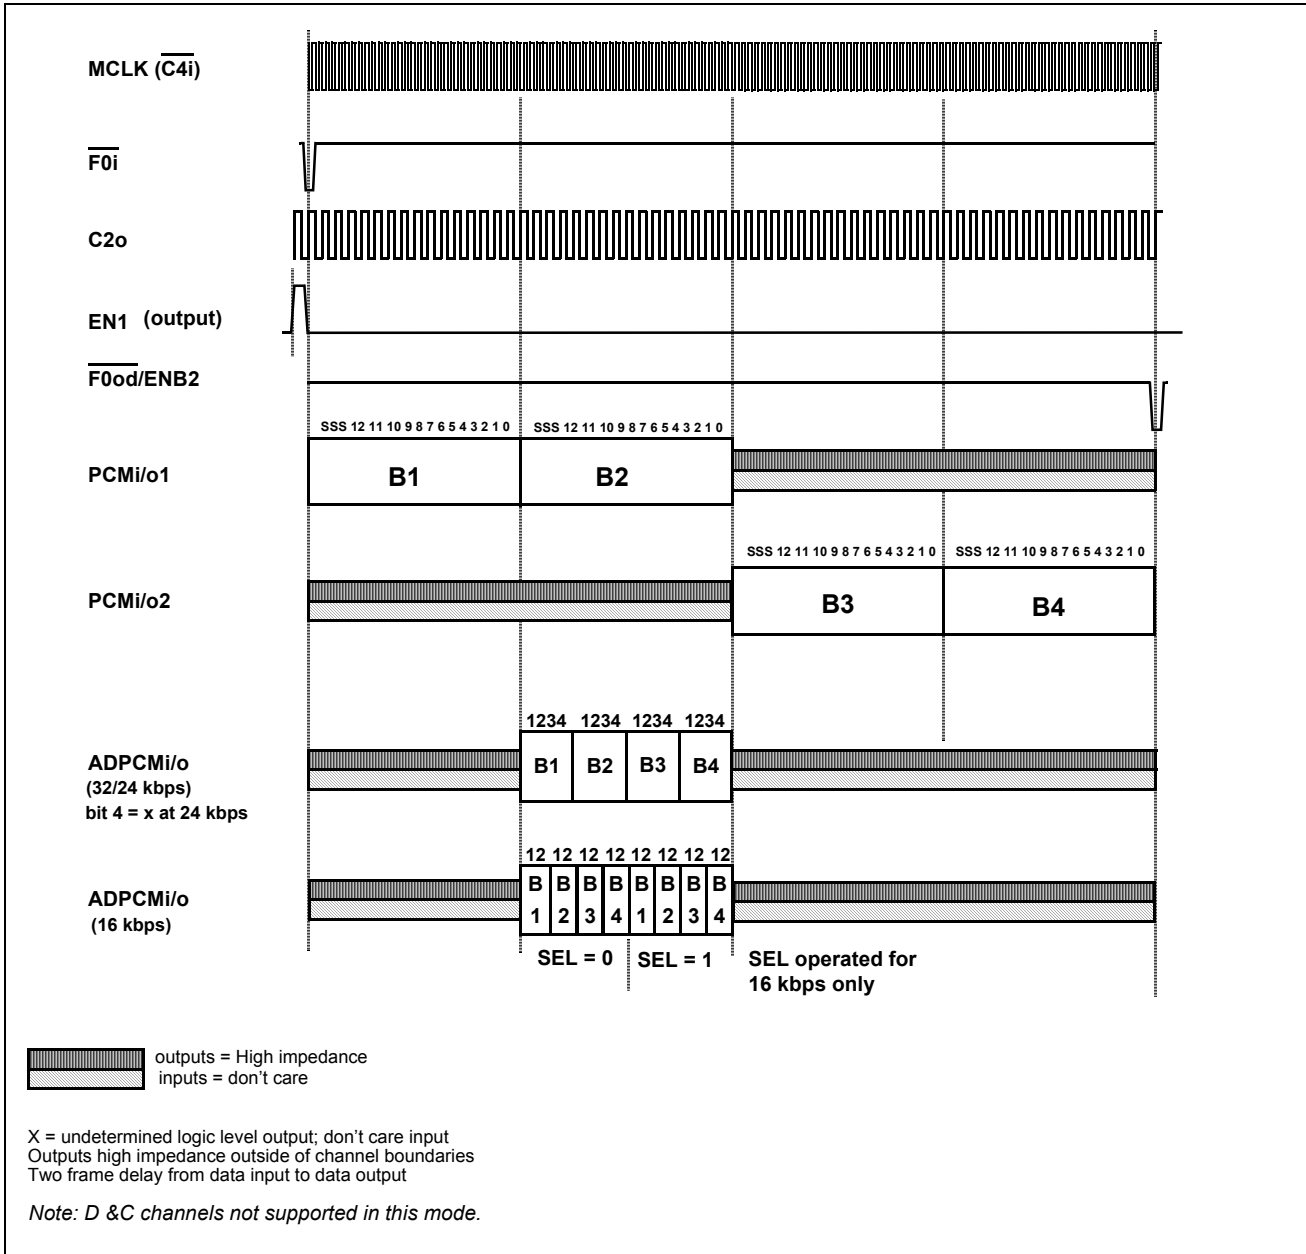 MCLK (C4i)
F0i
C2o
EN1 (output)
F0od/ENB2
SSS 12 11 10 9 8 7 6 5 4 3 2 1 0 SSS 12 11 10 9 8 7 6 5 4 3 2 1 0
PCMi/o1 B1 B2
SSS 12 11 10 9 8 7 6 5 4 3 2 1 0 SSS 12 11 10 9 8 7 6 5 4 3 2 1 0
PCMi/o2 B3 B4
1234 1234 1234 1234
ADPCMi/o B1 B2 B3 B4
(32/24 kbps)
bit 4 = x at 24 kbps
12 12 12 12 12 12 12 12
B B B B B B B B
ADPCMi/o
1 2 3 4 1 2 3 4
(16 kbps)
SEL = 0 SEL = 1 SEL operated for
16 kbps only
outputs = High impedance
inputs = don't care
X = undetermined logic level output; don't care input
Outputs high impedance outside of channel boundaries
Two frame delay from data input to data output
Note: D &C channels not supported in this mode.